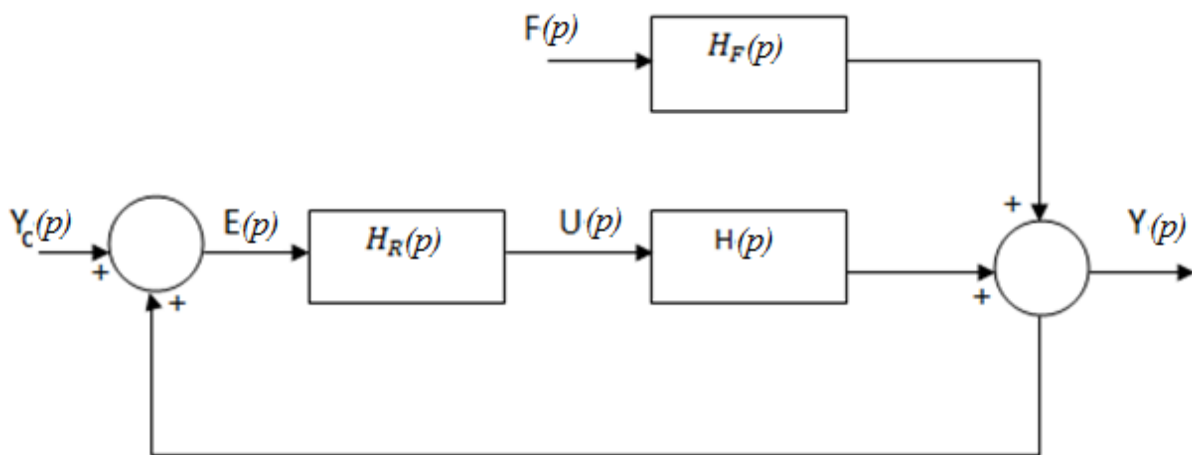 F(p)
H_F(p)
+
Y_c(p)
+
+
E(p)
H_R(p)
U(p)
H(p)
+
Y(p)